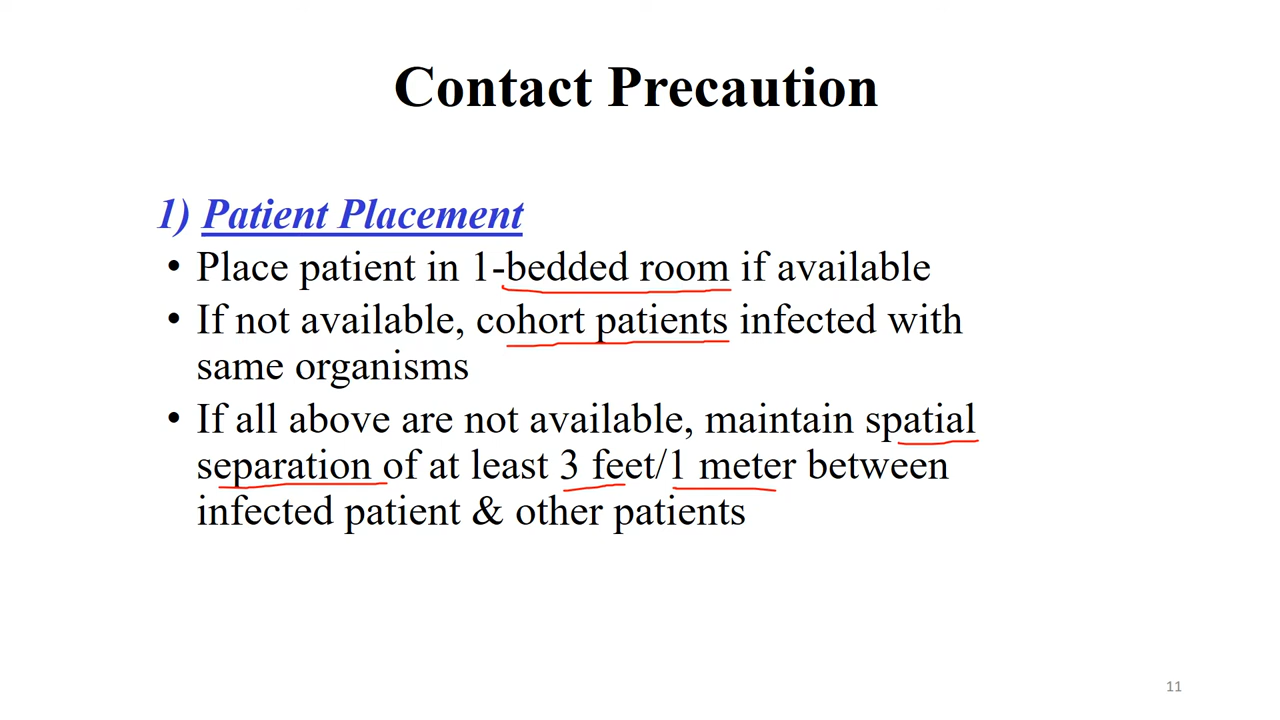 Contact Precaution
1) Patient Placement
• Place patient in 1-bedded room if available
• If not available, cohort patients infected with
same organisms
• If all above are not available, maintain spatial
separation of at least 3 feet/1 meter between
infected patient & other patients
11